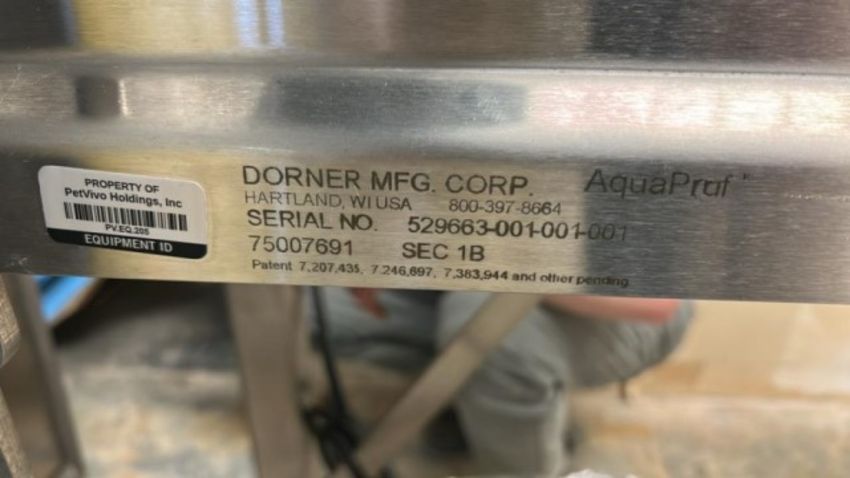 PROPERTY OF
PetVivo Holdings, Inc
PV.EQ.205
EQUIPMENT ID
DORNER MFG. CORP. AquaPruf™
HARTLAND, WI USA 800-397-8664
SERIAL NO. 529663-001-001-001
75007691 SEC 1B
Patent 7,207,435, 7,246,697, 7,383,944 and other pending